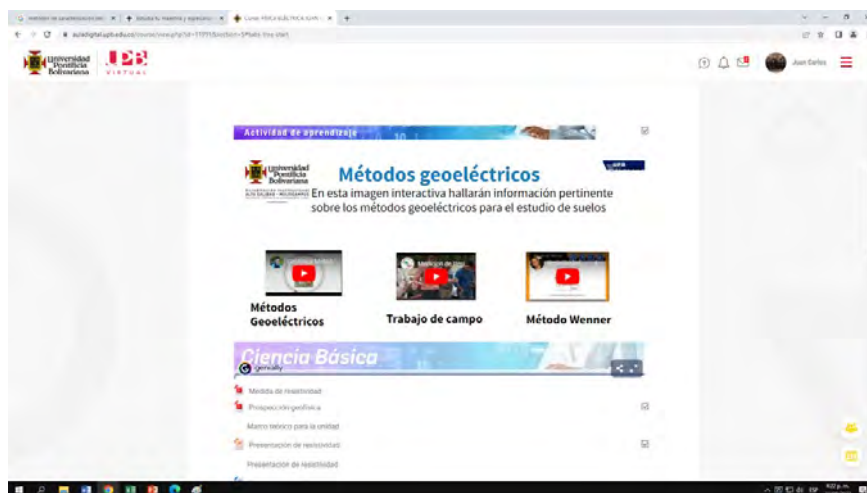 Universidad
Pontificia
Bolivariana
UPB
VIRTUAL
Juan Carlos
Actividad de aprendizaje
Universidad
Pontificia
Bolivariana
Métodos geoeléctricos
En esta imagen interactiva hallarán información pertinente
sobre los métodos geoeléctricos para el estudio de suelos
Métodos
Geoeléctricos
Trabajo de campo
Método Wenner
Ciencia Básica
genially
Medida de resistividad
Prospección geofísica
Marco teórico para la unidad
Presentación de resistividad
Presentación de resistividad
ESP
9:22 p. m.